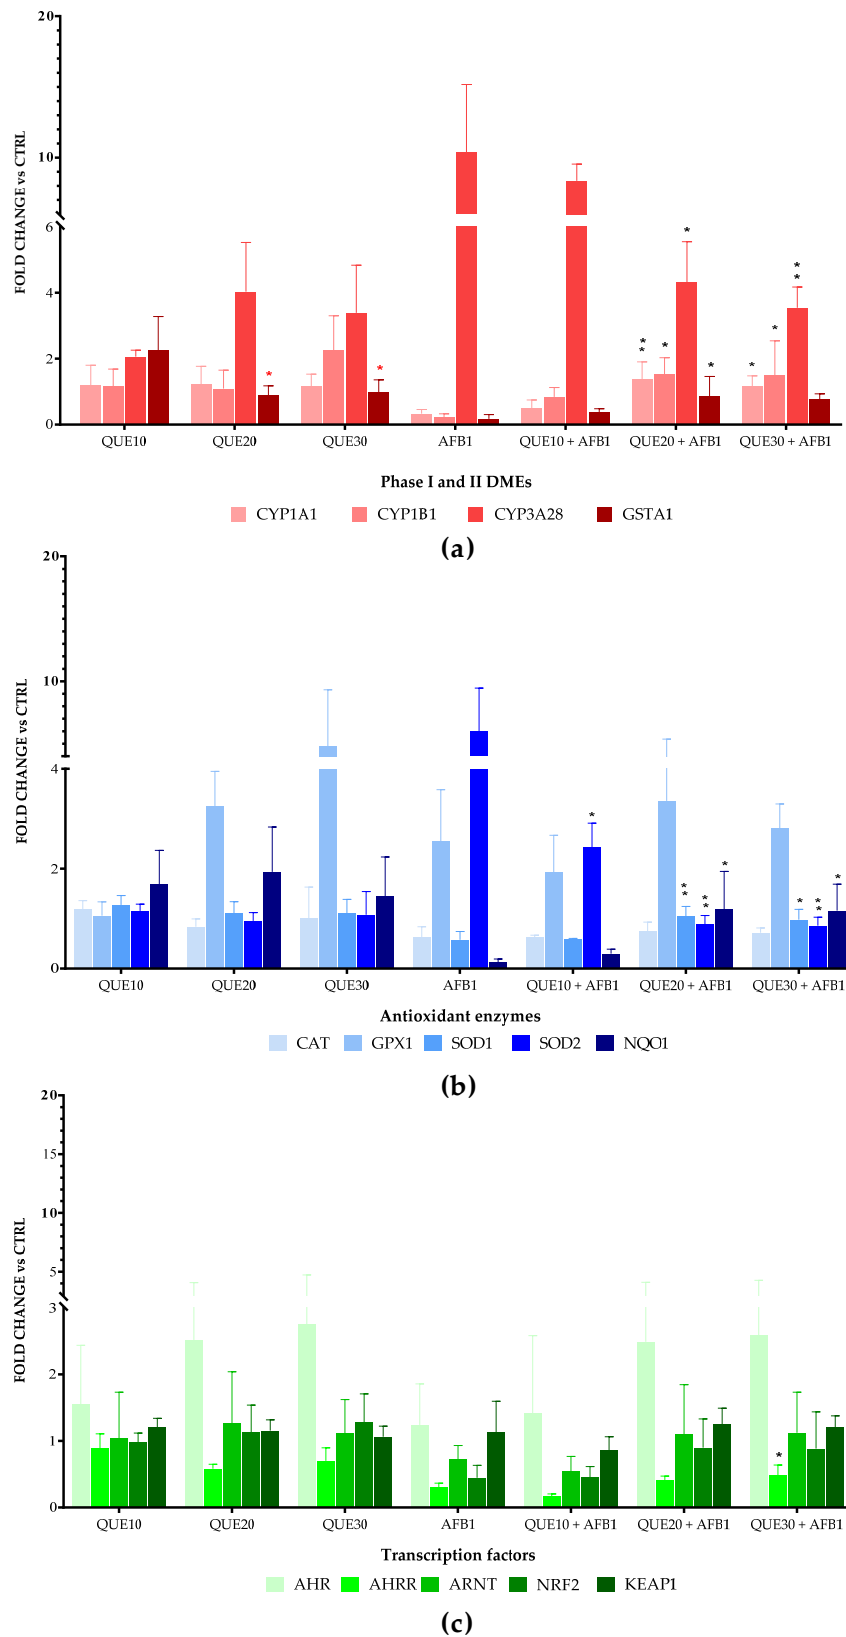 20
10
6
4
2
0
FOLD CHANGE vs CTRL
* * ** * * * ** * *
QUE10 QUE20 QUE30 AFB1 QUE10 + AFB1 QUE20 + AFB1 QUE30 + AFB1
Phase I and II DMEs
CYP1A1 CYP1B1 CYP3A28 GSTA1
(a)
20
10
4
2
0
FOLD CHANGE vs CTRL
* ** ** * * ** *
QUE10 QUE20 QUE30 AFB1 QUE10 + AFB1 QUE20 + AFB1 QUE30 + AFB1
Antioxidant enzymes
CAT GPX1 SOD1 SOD2 NQO1
(b)
20
15
10
5
3
2
1
0
FOLD CHANGE vs CTRL
*
QUE10 QUE20 QUE30 AFB1 QUE10 + AFB1 QUE20 + AFB1 QUE30 + AFB1
Transcription factors
AHR AHRR ARNT NRF2 KEAP1
(c)